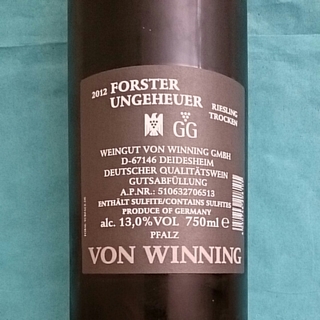 2012 FORSTER
UNGEHEUER
RIESLING
TROCKEN
GG
WEINGUT VON WINNING GMBH
D-67146 DEIDESHEIM
DEUTSCHER QUALITÄTSWEIN
GUTSABFÜLLUNG
A.P.NR.: 510632706513
ENTHÄLT SULFITE/CONTAINS SULFITES
PRODUCE OF GERMANY
alc. 13,0%VOL 750ml e
PFALZ
VON WINNING